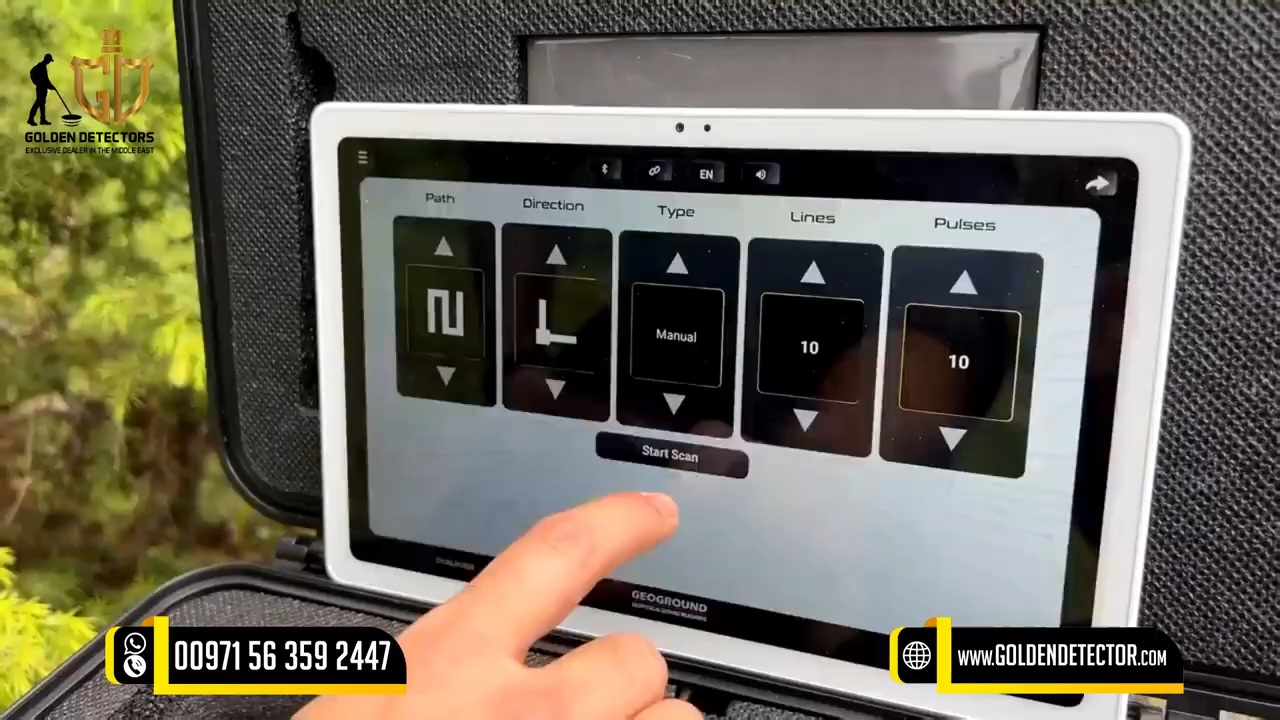 GOLDEN DETECTORS
EXCLUSIVE DEALER IN THE MIDDLE EAST
EN
Path
Direction
Type
Lines
Pulses
Manual
10
10
Start Scan
GEOGROUND
00971 56 359 2447
www.GOLDENDETECTOR.com